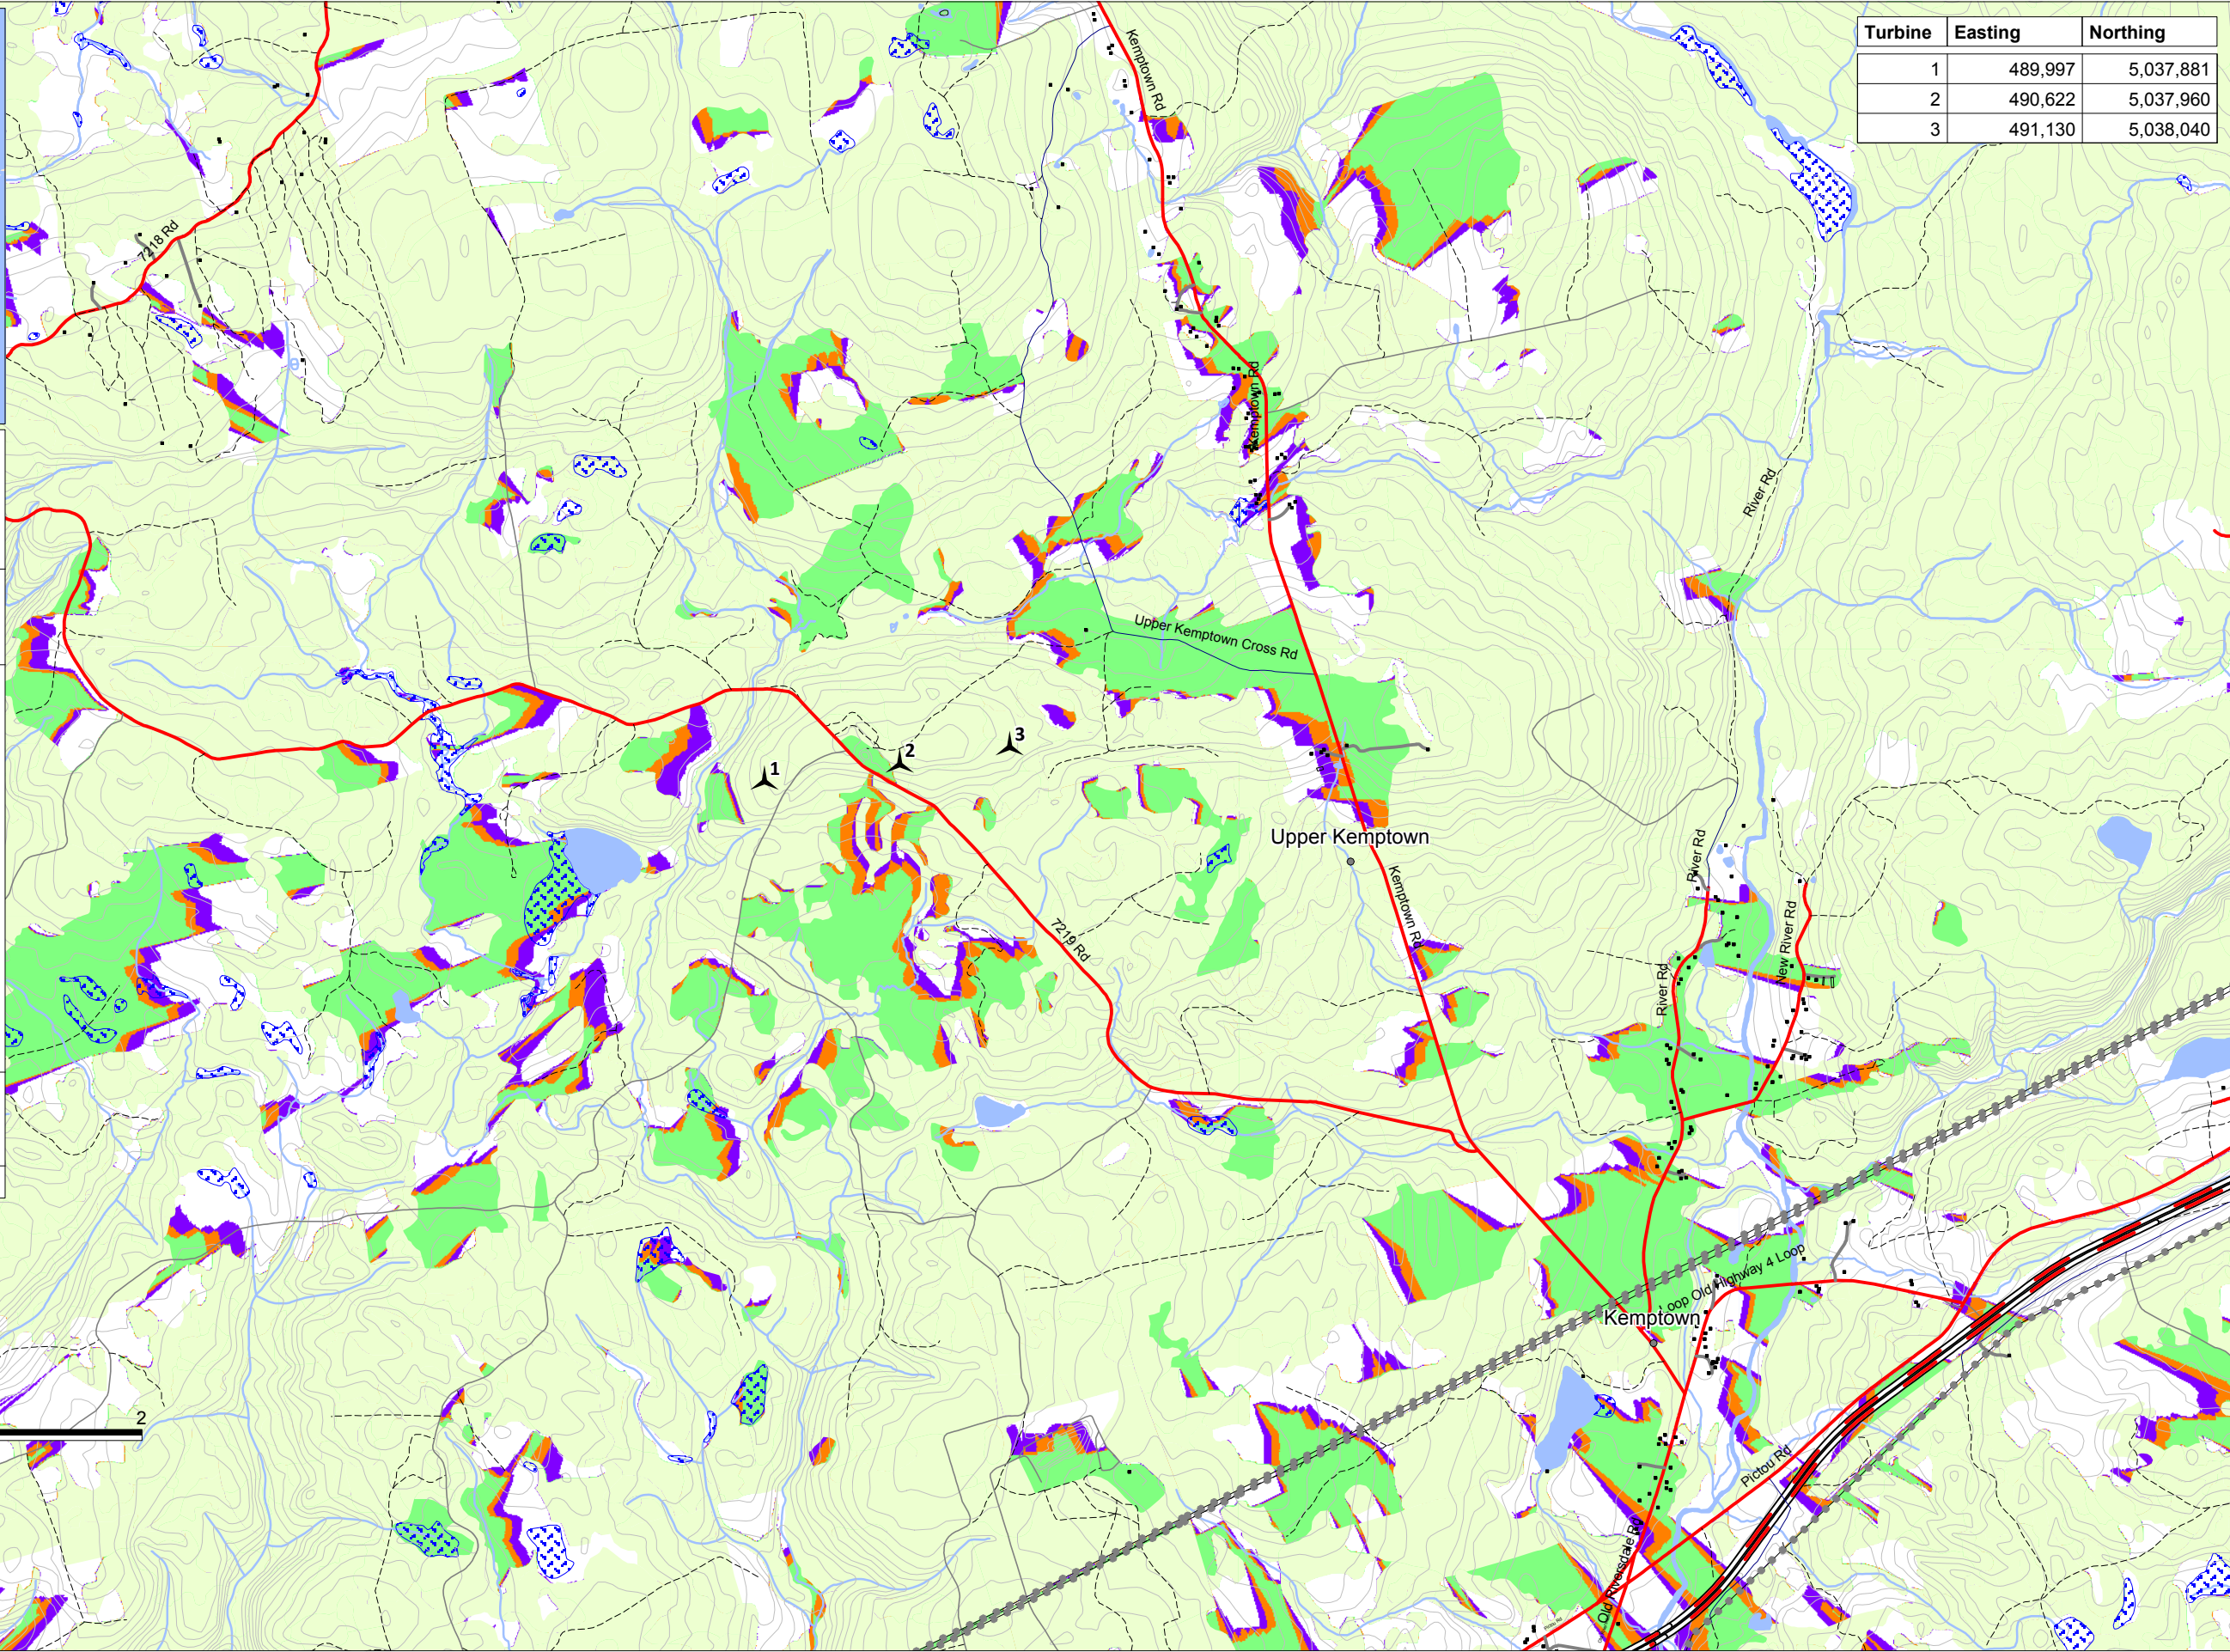 Turbine Easting Northing
1 489,997 5,037,881
2 490,622 5,037,960
3 491,130 5,038,040
Kemptown Rd
7218 Rd
Kemptown Rd
River Rd
Upper Kemptown Cross Rd
1
2
3
Upper Kemptown
Kemptown Rd
River Rd
7219 Rd
New River Rd
River Rd
Loop Old Highway 4 Loop
Kemptown
2
Pictou Rd
Old Riversdale Rd